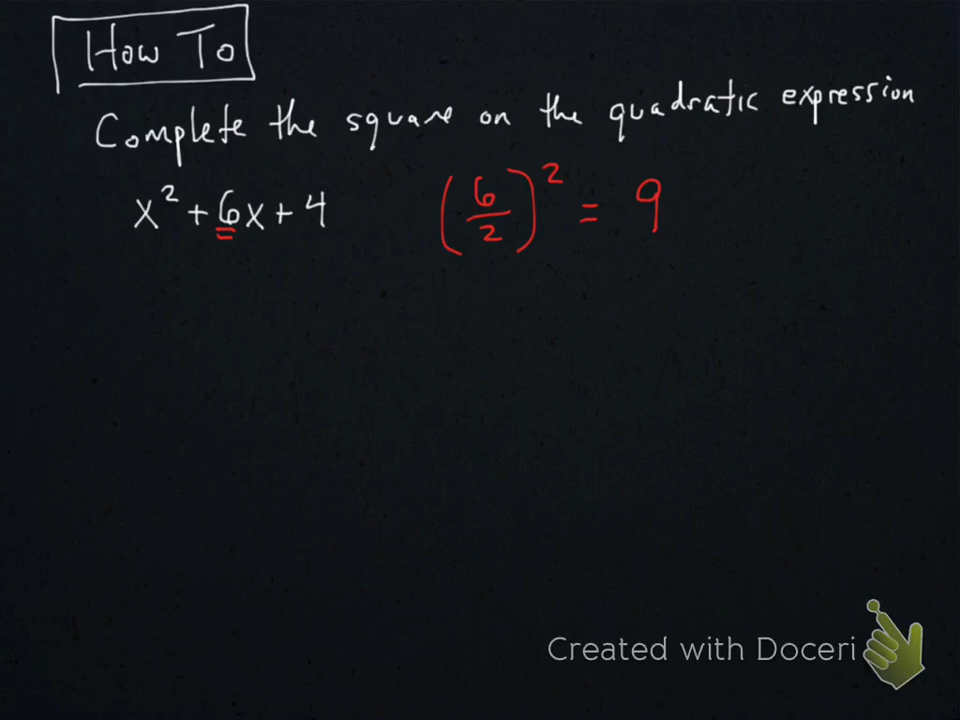 How To
Complete the square on the quadratic expression
x² + 6x + 4 (6/2)² = 9
Created with Doceri